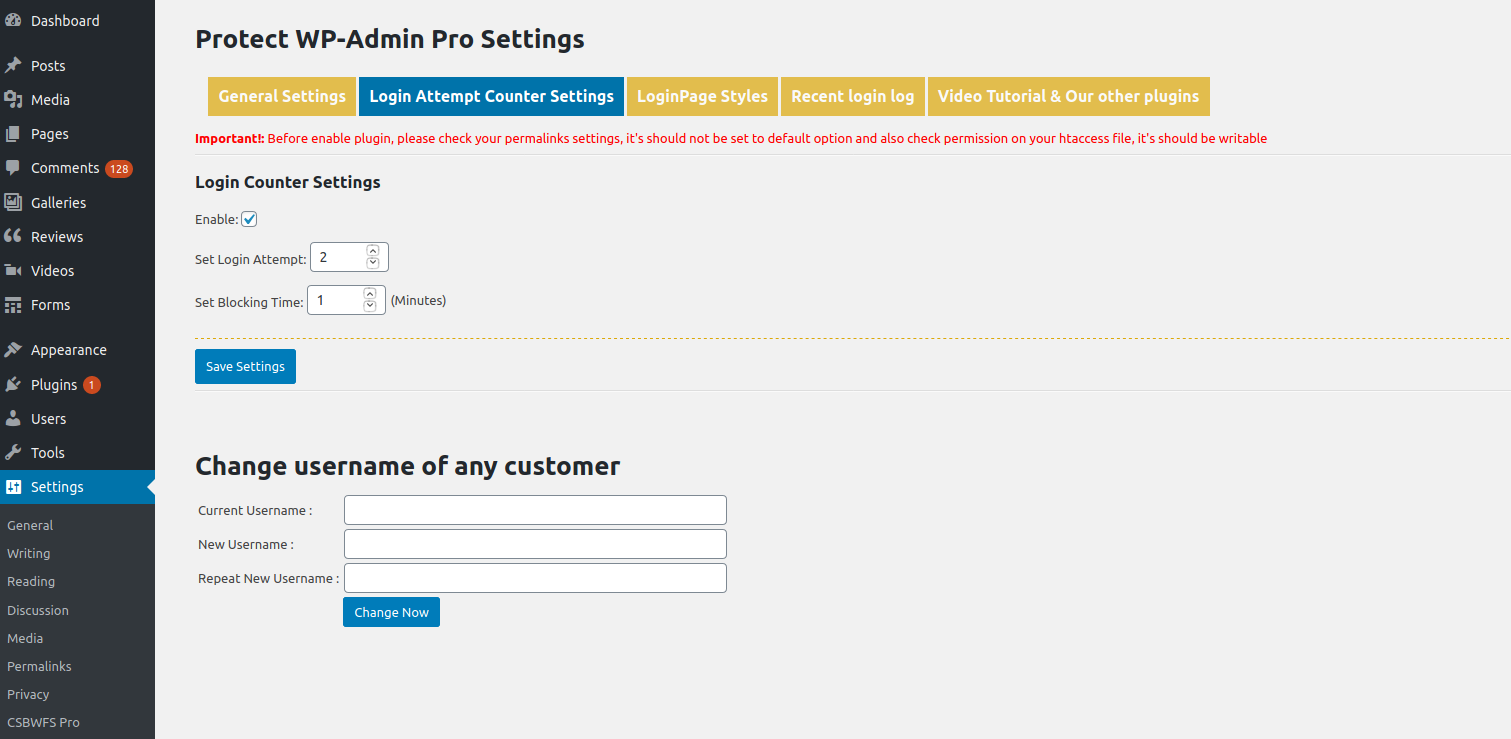 Dashboard
Posts
Media
Pages
Comments 128
Galleries
Reviews
Videos
Forms
Appearance
Plugins 1
Users
Tools
Settings
General
Writing
Reading
Discussion
Media
Permalinks
Privacy
CSBWFS Pro
Protect WP-Admin Pro Settings
General Settings Login Attempt Counter Settings LoginPage Styles Recent login log Video Tutorial & Our other plugins
Important!: Before enable plugin, please check your permalinks settings, it's should not be set to default option and also check permission on your htaccess file, it's should be writable
Login Counter Settings
Enable:
Set Login Attempt: 2
Set Blocking Time: 1 (Minutes)
Save Settings
Change username of any customer
Current Username :
New Username :
Repeat New Username :
Change Now